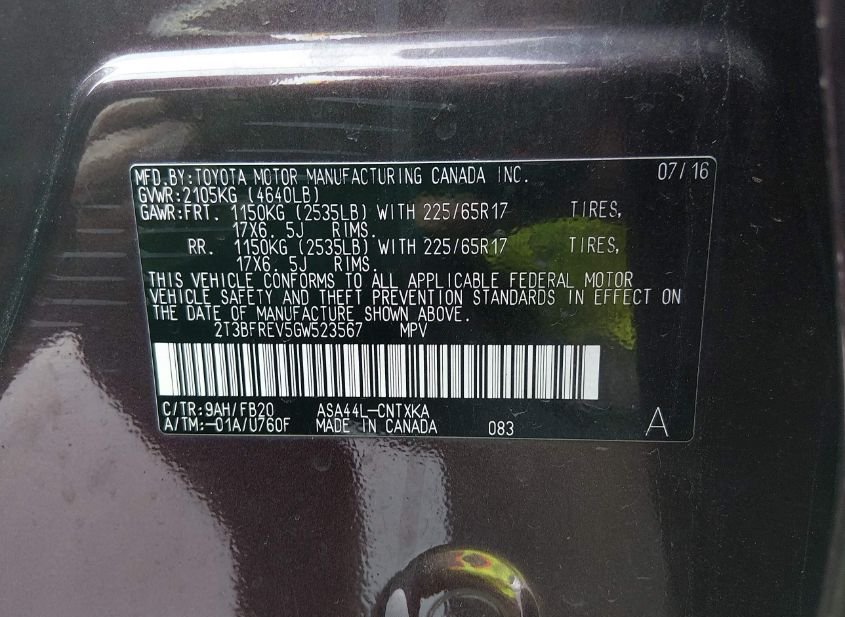 MFD.BY:TOYOTA MOTOR MANUFACTURING CANADA INC. 07/16
GVWR:2105KG (4640LB)
GAWR:FRT. 1150KG (2535LB) WITH 225/65R17 TIRES,
17X6. 5J RIMS.
RR. 1150KG (2535LB) WITH 225/65R17 TIRES,
17X6. 5J RIMS.
THIS VEHICLE CONFORMS TO ALL APPLICABLE FEDERAL MOTOR
VEHICLE SAFETY AND THEFT PREVENTION STANDARDS IN EFFECT ON
THE DATE OF MANUFACTURE SHOWN ABOVE.
2T3BFREV5GW523567 MPV
C/TR:9AH/FB20 ASA44L-CNTXKA
A/TM:-01A/U760F MADE IN CANADA 083 A